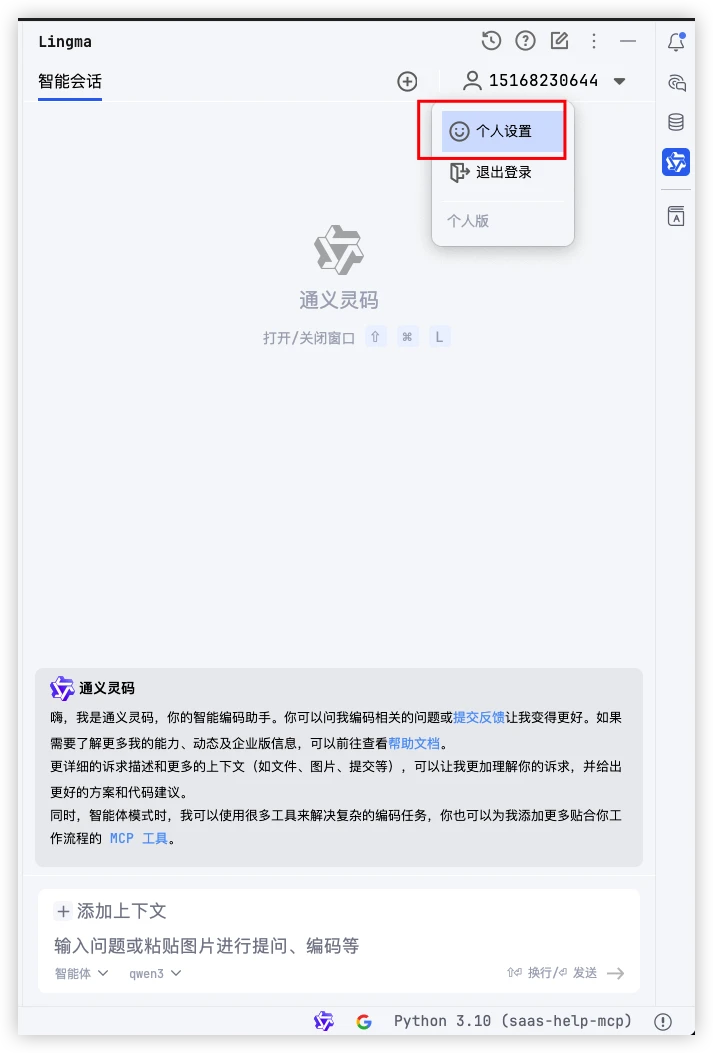 Lingma
智能会话
15168230644
个人设置
退出登录
个人版
通义灵码
打开/关闭窗口 ⇧ ⌘ L
通义灵码
嗨，我是通义灵码，你的智能编码助手。你可以问我编码相关的问题或提交反馈让我变得更好。如果
需要了解更多我的能力、动态及企业版信息，可以前往查看帮助文档。
更详细的诉求描述和更多的上下文（如文件、图片、提交等），可以让我更加理解你的诉求，并给出
更好的方案和代码建议。
同时，智能体模式时，我可以使用很多工具来解决复杂的编码任务，你也可以为我添加更多贴合你工
作流程的 MCP 工具。
+ 添加上下文
输入问题或粘贴图片进行提问、编码等
智能体 qwen3 ⇧⏎ 换行/⏎ 发送
Python 3.10 (saas-help-mcp)